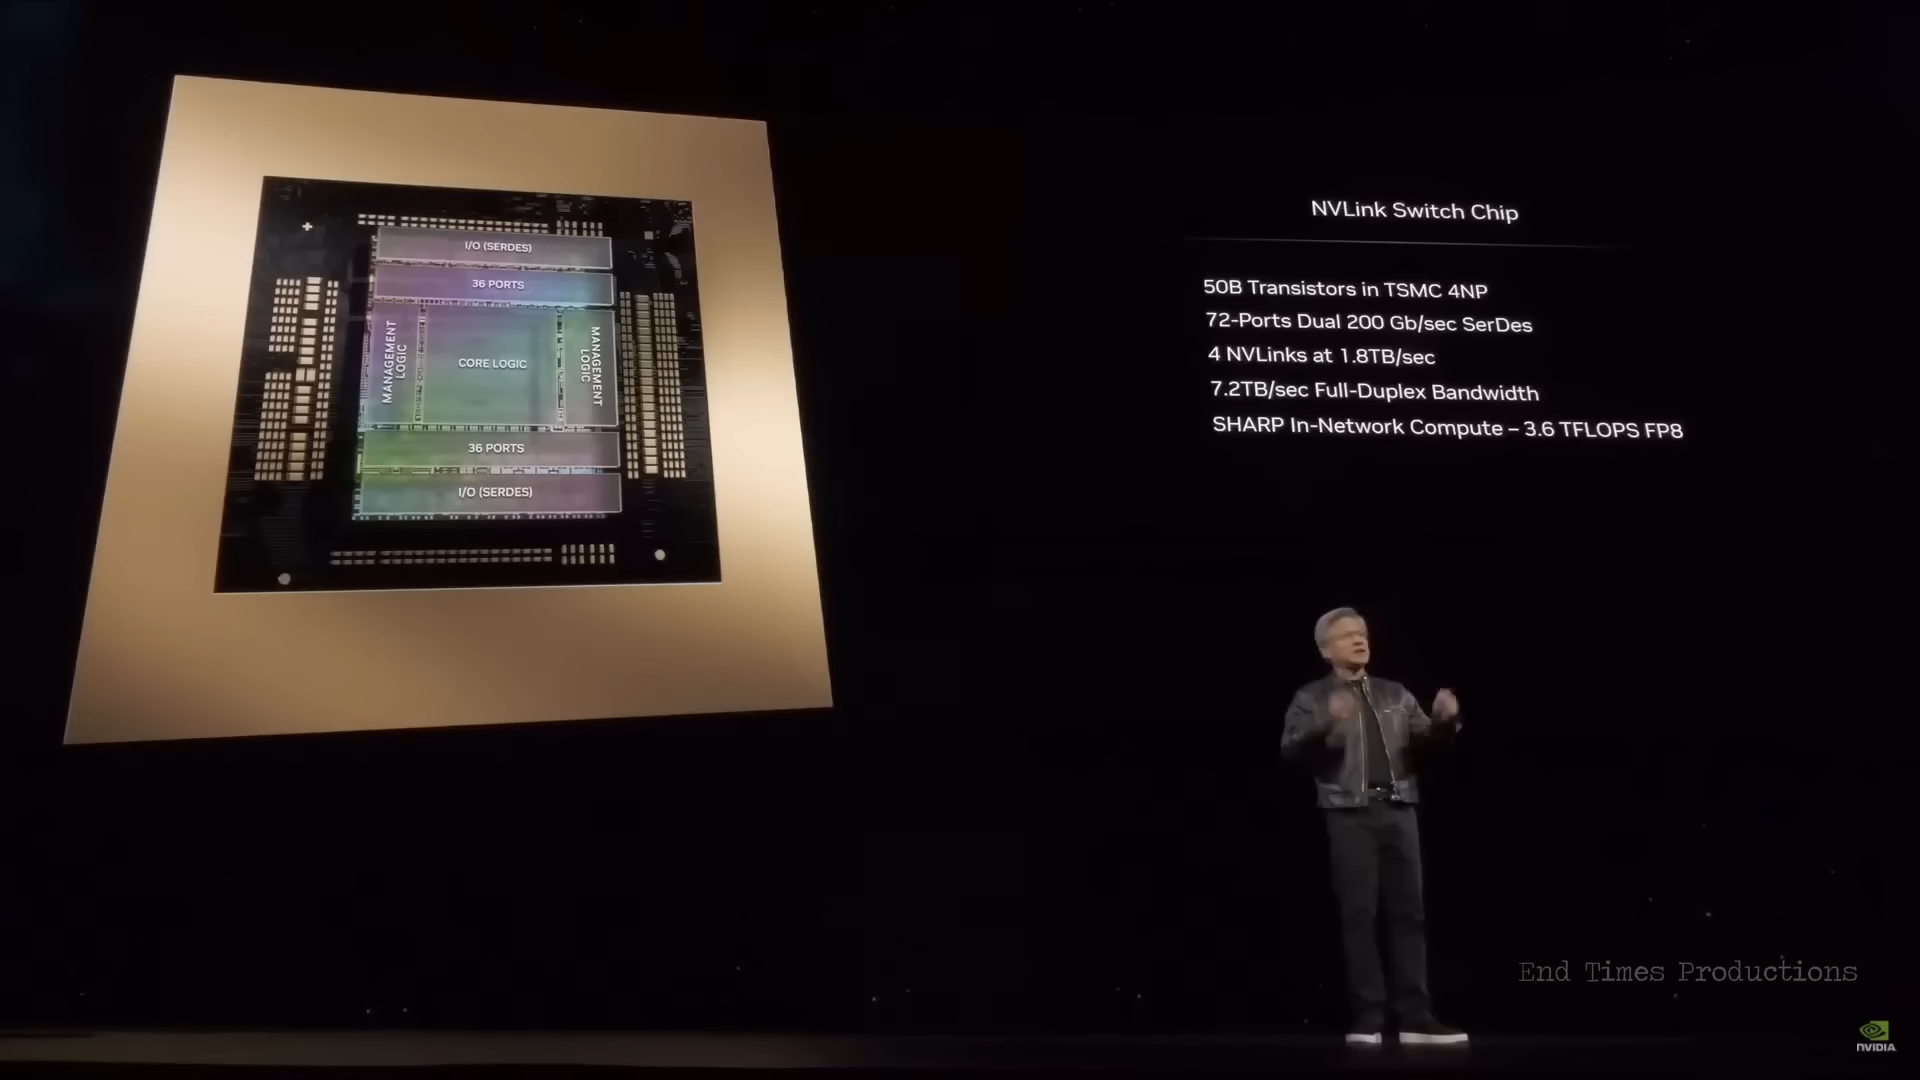 I/O (SERDES)
36 PORTS
MANAGEMENT
LOGIC
CORE LOGIC
MANAGEMENT
LOGIC
36 PORTS
I/O (SERDES)
NVLink Switch Chip
50B Transistors in TSMC 4NP
72-Ports Dual 200 Gb/sec SerDes
4 NVLinks at 1.8TB/sec
7.2TB/sec Full-Duplex Bandwidth
SHARP In-Network Compute – 3.6 TFLOPS FP8
End Times Productions
NVIDIA